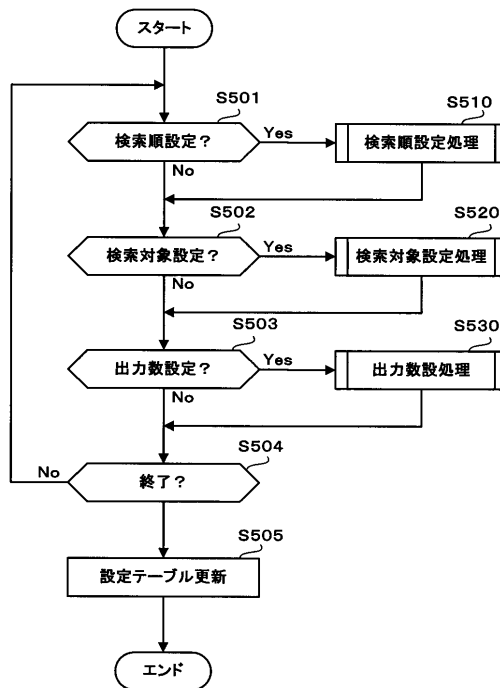 スタート
S501
検索順設定？
Yes
No
S510
検索順設定処理
S502
検索対象設定？
Yes
No
S520
検索対象設定処理
S503
出力数設定？
Yes
No
S530
出力数設処理
S504
終了？
No
S505
設定テーブル更新
エンド